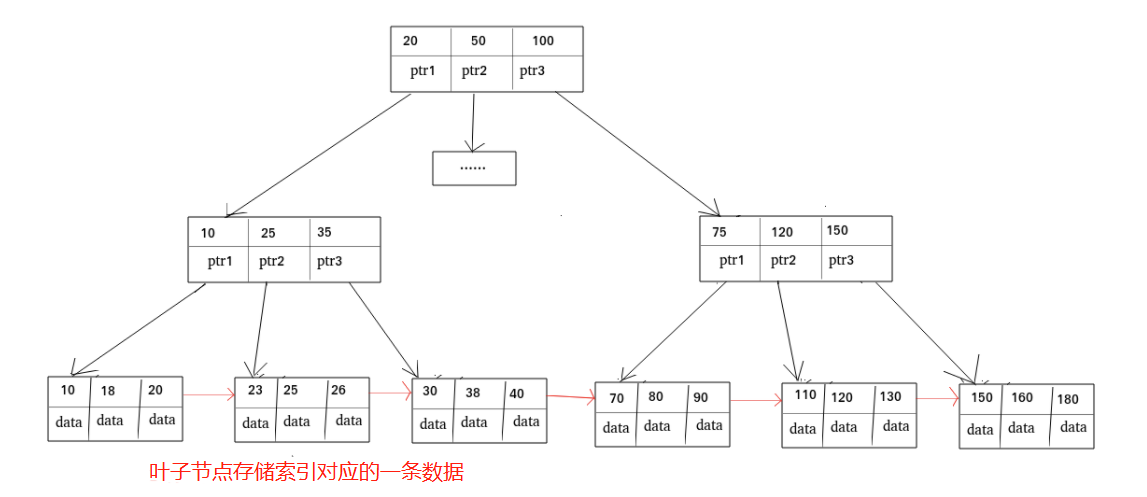 20 50 100
ptr1 ptr2 ptr3
......
10 25 35
ptr1 ptr2 ptr3
75 120 150
ptr1 ptr2 ptr3
10 18 20
data data data
23 25 26
data data data
30 38 40
data data data
70 80 90
data data data
110 120 130
data data data
150 160 180
data data data
叶子节点存储索引对应的一条数据